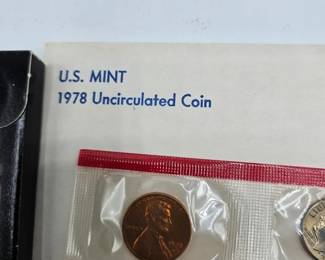 U.S. MINT
1978 Uncirculated Coin